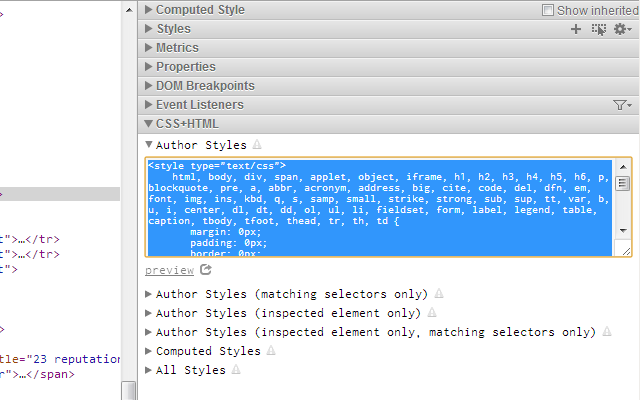 >
Computed Style
Show inherited
Styles
Metrics
Properties
DOM Breakpoints
Event Listeners
CSS+HTML
Author Styles
<style type="text/css">
html, body, div, span, applet, object, iframe, h1, h2, h3, h4, h5, h6, p,
blockquote, pre, a, abbr, acronym, address, big, cite, code, del, dfn, em,
font, img, ins, kbd, q, s, samp, small, strike, strong, sub, sup, tt, var, b,
u, i, center, dl, dt, dd, ol, ul, li, fieldset, form, label, legend, table,
caption, tbody, tfoot, thead, tr, th, td {
margin: 0px;
padding: 0px;
border: 0px;
>
t">…</tr>
t">…</tr>
t">
preview
Author Styles (matching selectors only)
Author Styles (inspected element only)
>
Author Styles (inspected element only, matching selectors only)
Computed Styles
tle="23 reputation
r">…</span>
All Styles